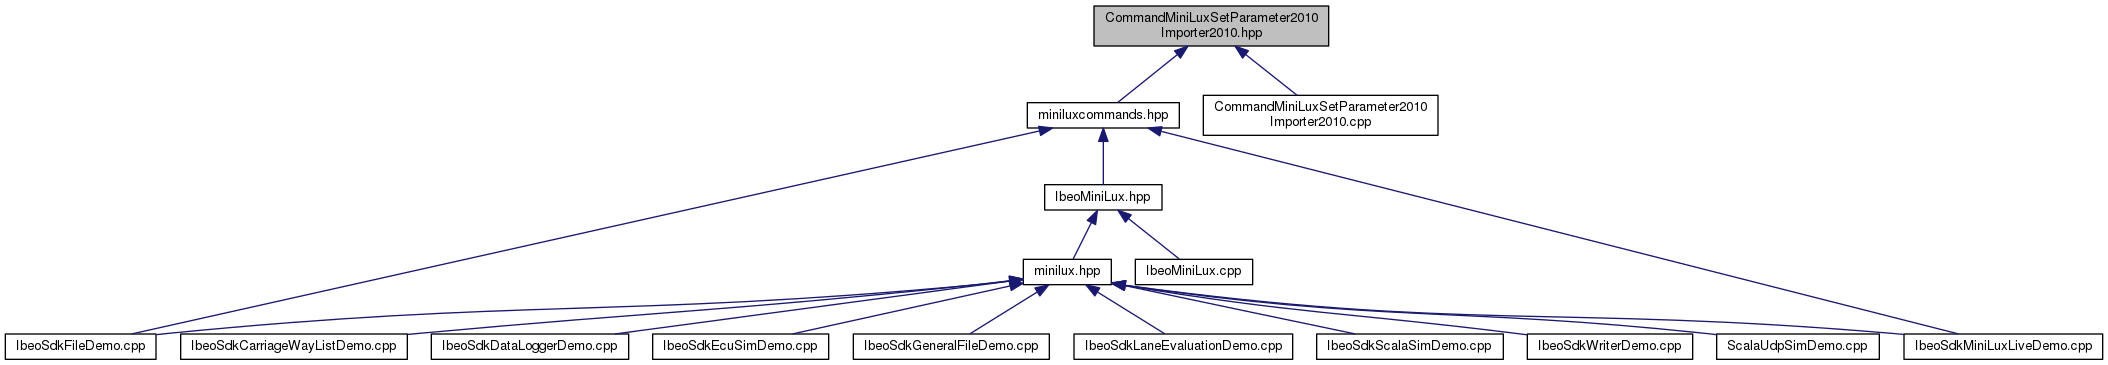 CommandMiniLuxSetParameter2010
Importer2010.hpp
miniluxcommands.hpp
CommandMiniLuxSetParameter2010
Importer2010.cpp
IbeoMiniLux.hpp
minilux.hpp
IbeoMiniLux.cpp
IbeoSdkFileDemo.cpp
IbeoSdkCarriageWayListDemo.cpp
IbeoSdkDataLoggerDemo.cpp
IbeoSdkEcuSimDemo.cpp
IbeoSdkGeneralFileDemo.cpp
IbeoSdkLaneEvaluationDemo.cpp
IbeoSdkScalaSimDemo.cpp
IbeoSdkWriterDemo.cpp
ScalaUdpSimDemo.cpp
IbeoSdkMiniLuxLiveDemo.cpp